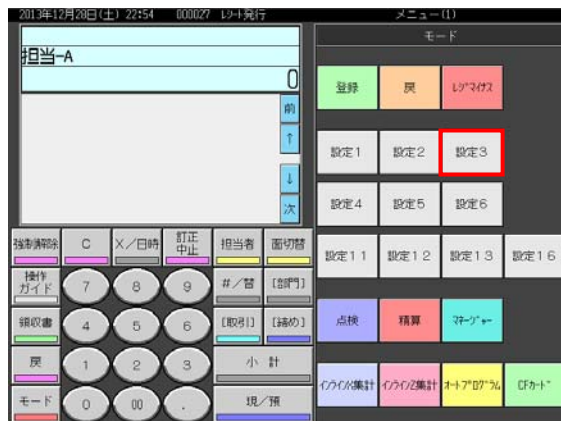 2013年12月28日(土) 22:54 000027 レシート発行 メニュー(1)
モード
担当-A
0
前
↑
↓
次
登録 戻 レジマイナス
設定1 設定2 設定3
設定4 設定5 設定6
設定11 設定12 設定13 設定16
点検 精算 マネージャー
インラインX集計 インラインZ集計 オートプログラム CFカード
強制解除 C ×/日時 訂正
中止 担当者 面切替
操作
ガイド 7 8 9 #/替 [部門]
領収書 4 5 6 [取引] [締め]
戻 1 2 3 小計
モード 0 00 . 現/預